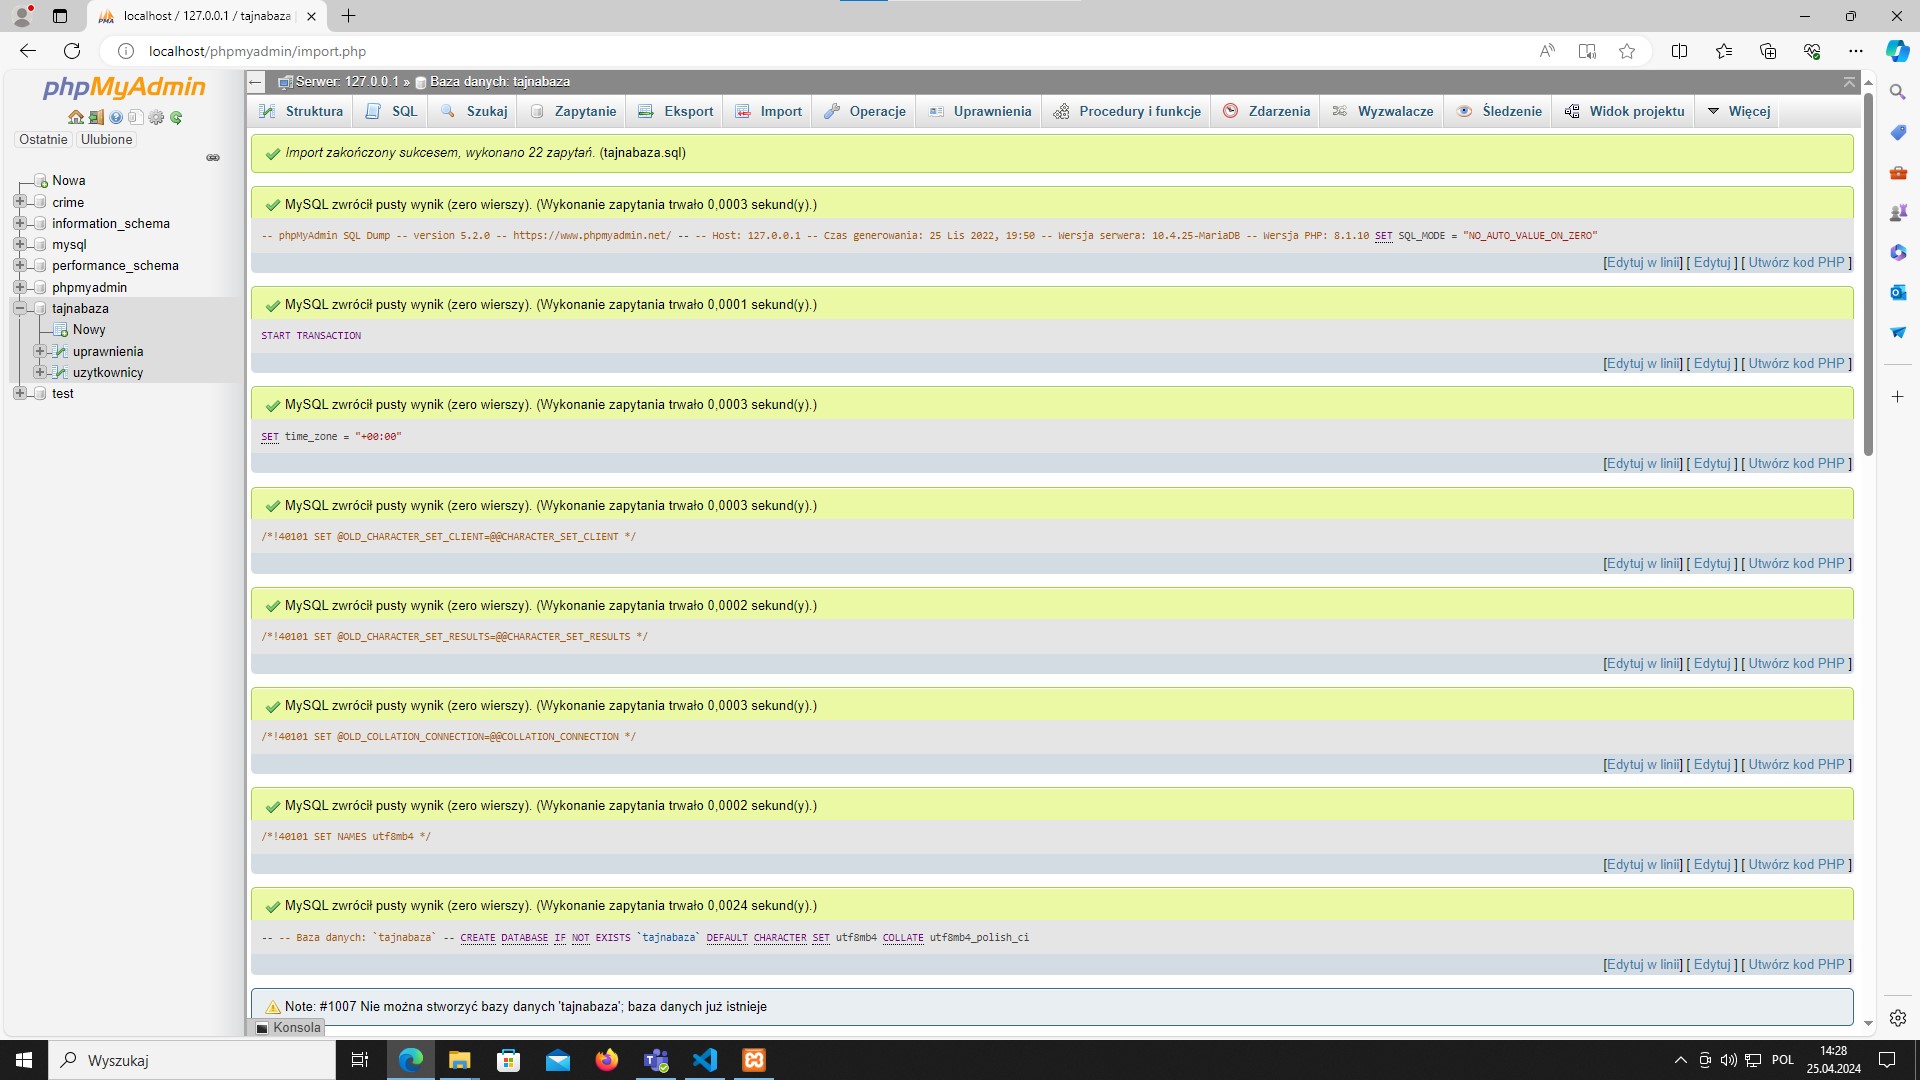 localhost / 127.0.0.1 / tajnabaza
localhost/phpmyadmin/import.php
phpMyAdmin
Ostatnie Ulubione
Nowa
crime
information_schema
mysql
performance_schema
phpmyadmin
tajnabaza
Nowy
uprawnienia
uzytkownicy
test
Serwer: 127.0.0.1 » Baza danych: tajnabaza
Struktura SQL Szukaj Zapytanie Eksport Import Operacje Uprawnienia Procedury i funkcje Zdarzenia Wyzwalacze Śledzenie Widok projektu Więcej
Import zakończony sukcesem, wykonano 22 zapytań. (tajnabaza.sql)
MySQL zwrócił pusty wynik (zero wierszy). (Wykonanie zapytania trwało 0,0003 sekund(y).)
-- phpMyAdmin SQL Dump -- version 5.2.0 -- https://www.phpmyadmin.net/ -- -- Host: 127.0.0.1 -- Czas generowania: 25 Lis 2022, 19:50 -- Wersja serwera: 10.4.25-MariaDB -- Wersja PHP: 8.1.10 SET SQL_MODE = "NO_AUTO_VALUE_ON_ZERO"
[Edytuj w linii] [ Edytuj ] [ Utwórz kod PHP ]
MySQL zwrócił pusty wynik (zero wierszy). (Wykonanie zapytania trwało 0,0001 sekund(y).)
START TRANSACTION
[Edytuj w linii] [ Edytuj ] [ Utwórz kod PHP ]
MySQL zwrócił pusty wynik (zero wierszy). (Wykonanie zapytania trwało 0,0003 sekund(y).)
SET time_zone = "+00:00"
[Edytuj w linii] [ Edytuj ] [ Utwórz kod PHP ]
MySQL zwrócił pusty wynik (zero wierszy). (Wykonanie zapytania trwało 0,0003 sekund(y).)
/*!40101 SET @OLD_CHARACTER_SET_CLIENT=@@CHARACTER_SET_CLIENT */
[Edytuj w linii] [ Edytuj ] [ Utwórz kod PHP ]
MySQL zwrócił pusty wynik (zero wierszy). (Wykonanie zapytania trwało 0,0002 sekund(y).)
/*!40101 SET @OLD_CHARACTER_SET_RESULTS=@@CHARACTER_SET_RESULTS */
[Edytuj w linii] [ Edytuj ] [ Utwórz kod PHP ]
MySQL zwrócił pusty wynik (zero wierszy). (Wykonanie zapytania trwało 0,0003 sekund(y).)
/*!40101 SET @OLD_COLLATION_CONNECTION=@@COLLATION_CONNECTION */
[Edytuj w linii] [ Edytuj ] [ Utwórz kod PHP ]
MySQL zwrócił pusty wynik (zero wierszy). (Wykonanie zapytania trwało 0,0002 sekund(y).)
/*!40101 SET NAMES utf8mb4 */
[Edytuj w linii] [ Edytuj ] [ Utwórz kod PHP ]
MySQL zwrócił pusty wynik (zero wierszy). (Wykonanie zapytania trwało 0,0024 sekund(y).)
-- -- Baza danych: `tajnabaza` -- CREATE DATABASE IF NOT EXISTS `tajnabaza` DEFAULT CHARACTER SET utf8mb4 COLLATE utf8mb4_polish_ci
[Edytuj w linii] [ Edytuj ] [ Utwórz kod PHP ]
Note: #1007 Nie można stworzyć bazy danych 'tajnabaza'; baza danych już istnieje
Konsola
Wyszukaj
POL
14:28
25.04.2024